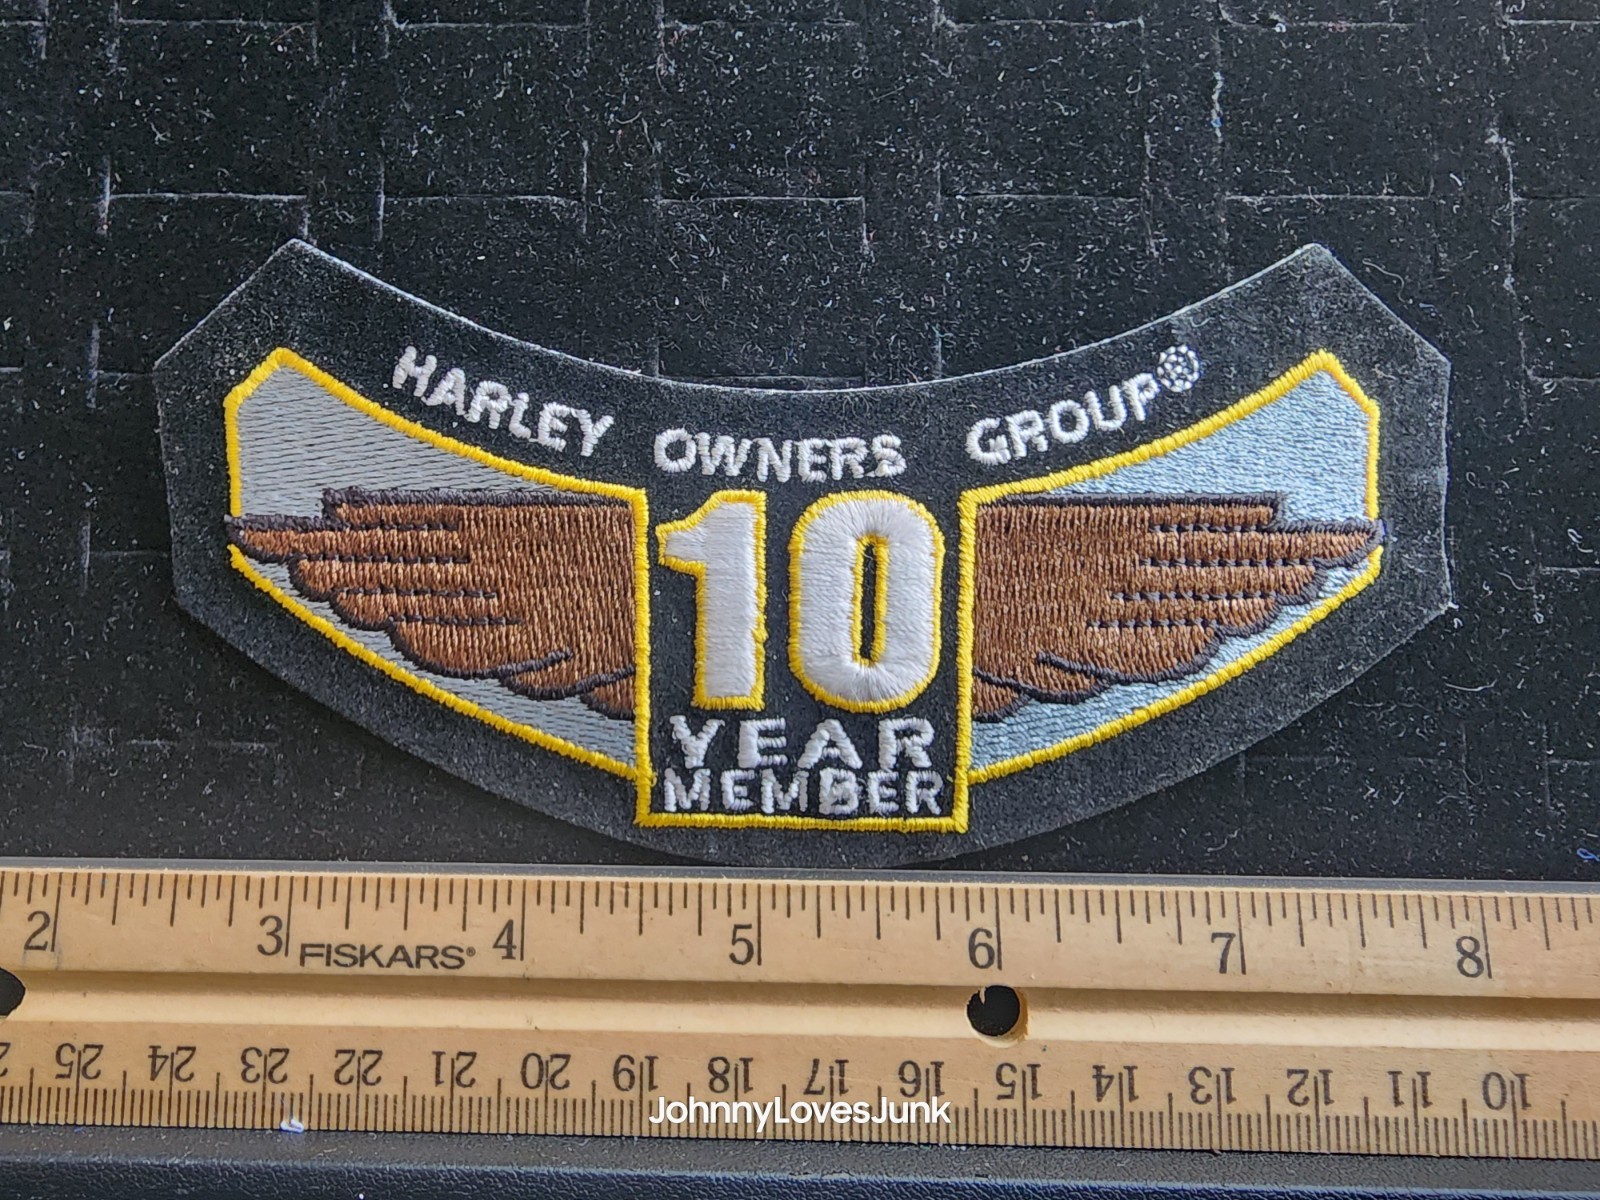 HARLEY OWNERS GROUP®
10
YEAR
MEMBER
2 3 FISKARS® 4 5 6 7 8
25 24 23 22 21 20 19 18 17 16 15 14 13 12 11 10
JohnnyLovesJunk